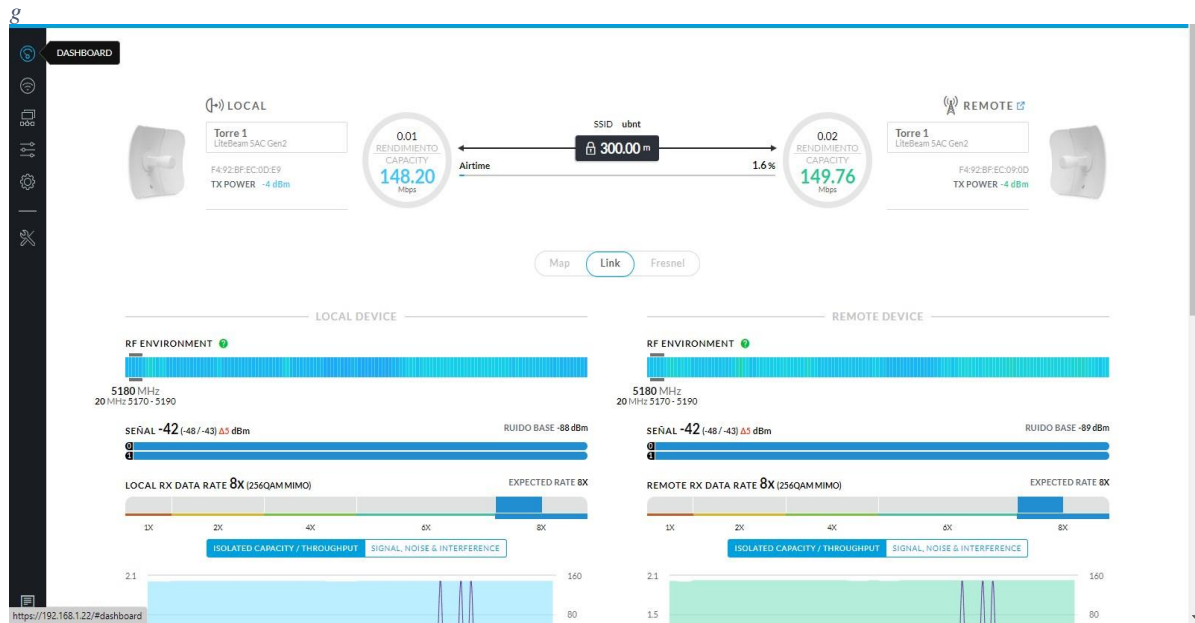 g
DASHBOARD
LOCAL
REMOTE
Torre 1
LiteBeam 5AC Gen2
F4:92:BF:EC:0D:E9
TX POWER -4 dBm
0.01
RENDIMIENTO
CAPACITY
148.20
Mbps
SSID ubnt
300.00 m
Airtime 1.6 %
0.02
RENDIMIENTO
CAPACITY
149.76
Mbps
Torre 1
LiteBeam 5AC Gen2
F4:92:BF:EC:09:0D
TX POWER -4 dBm
Map Link Fresnel
LOCAL DEVICE
RF ENVIRONMENT ?
5180 MHz
20 MHz 5170 - 5190
SEÑAL -42 (-48 / -43) Δ5 dBm RUIDO BASE -88 dBm
0
1
LOCAL RX DATA RATE 8X (256QAM MIMO) EXPECTED RATE 8X
1X 2X 4X 6X 8X
ISOLATED CAPACITY / THROUGHPUT SIGNAL, NOISE & INTERFERENCE
2.1 160
80
REMOTE DEVICE
RF ENVIRONMENT ?
5180 MHz
20 MHz 5170 - 5190
SEÑAL -42 (-48 / -43) Δ5 dBm RUIDO BASE -89 dBm
0
1
REMOTE RX DATA RATE 8X (256QAM MIMO) EXPECTED RATE 8X
1X 2X 4X 6X 8X
ISOLATED CAPACITY / THROUGHPUT SIGNAL, NOISE & INTERFERENCE
2.1 160
1.5 80
https://192.168.1.22/#dashboard